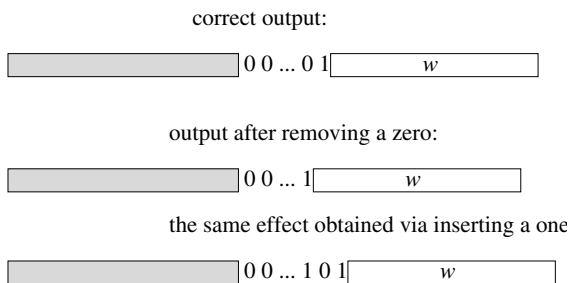 correct output:
0 0 ... 0 1 w
output after removing a zero:
0 0 ... 1 w
the same effect obtained via inserting a one
0 0 ... 1 0 1 w